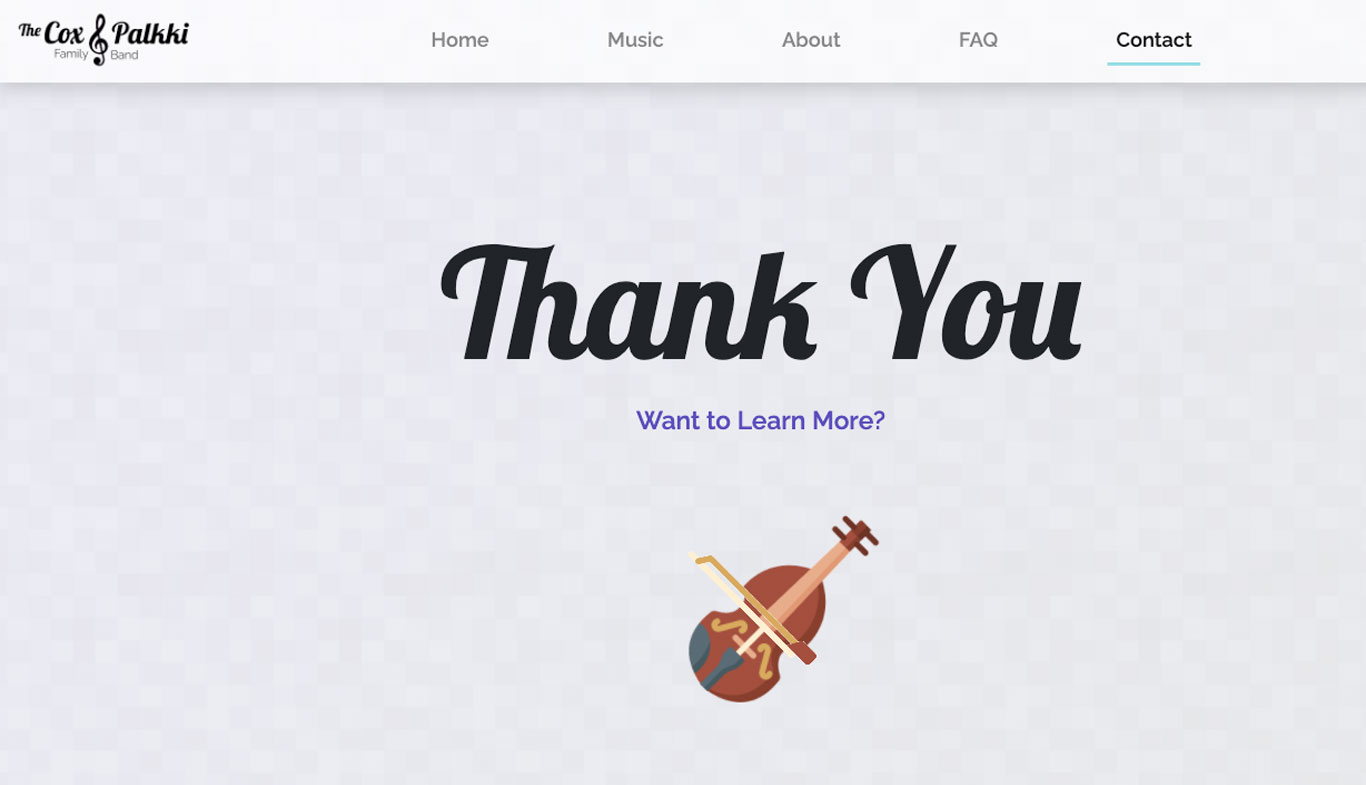 The Cox Palkki
Family Band
Home Music About FAQ Contact
Thank You
Want to Learn More?